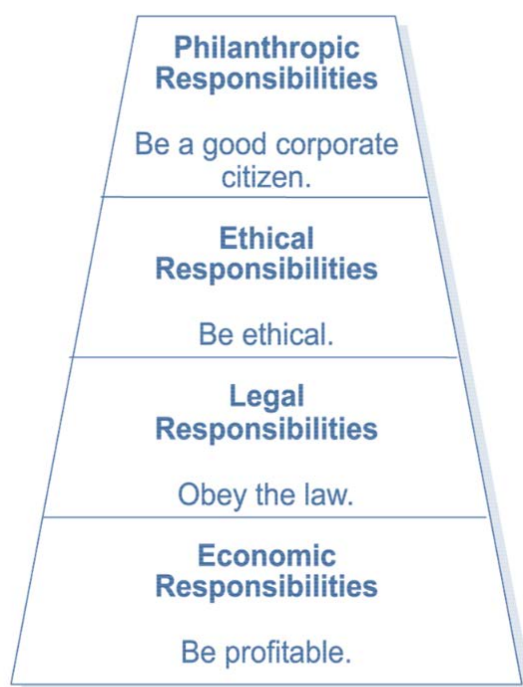 Philanthropic
Responsibilities
Be a good corporate
citizen.
Ethical
Responsibilities
Be ethical.
Legal
Responsibilities
Obey the law.
Economic
Responsibilities
Be profitable.